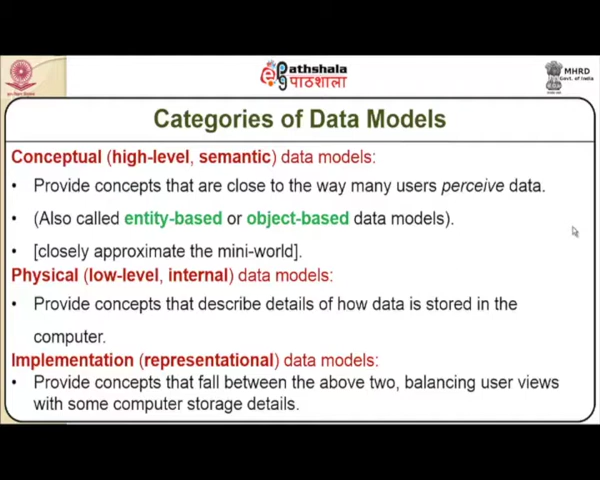 ePathshala
पाठशाला
MHRD
Govt. of India
Categories of Data Models
Conceptual (high-level, semantic) data models:
• Provide concepts that are close to the way many users perceive data.
• (Also called entity-based or object-based data models).
• [closely approximate the mini-world].
Physical (low-level, internal) data models:
• Provide concepts that describe details of how data is stored in the
computer.
Implementation (representational) data models:
• Provide concepts that fall between the above two, balancing user views
with some computer storage details.